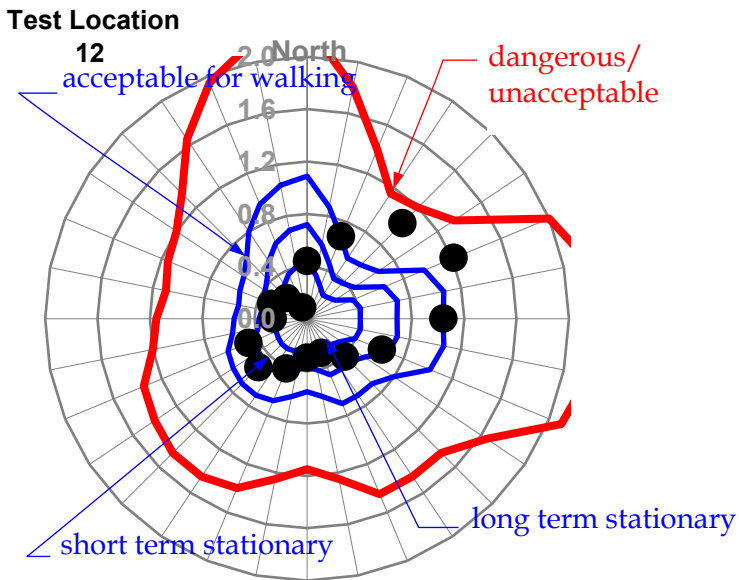 Test Location
12
North
2.0
acceptable for walking
dangerous/
unacceptable
1.6
1.2
0.8
0.4
0.0
long term stationary
short term stationary